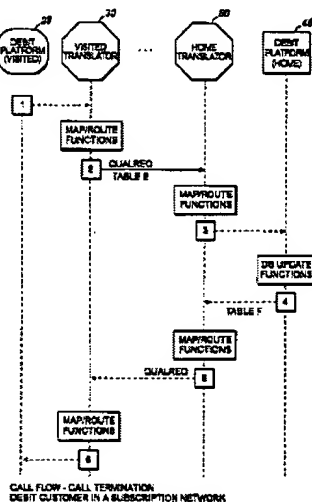 DEBIT
PLATFORM
(VISITED)
VISITED
TRANSLATOR
...
HOME
TRANSLATOR
DEBIT
PLATFORM
(HOME)
1
MAP/ROUTE
FUNCTIONS
2
QUALREQ
TABLE E
MAP/ROUTE
FUNCTIONS
3
DB UPDATE
FUNCTIONS
4
TABLE F
MAP/ROUTE
FUNCTIONS
5
QUALREQ
MAP/ROUTE
FUNCTIONS
6
CALL FLOW - CALL TERMINATION
DEBIT CUSTOMER IN A SUBSCRIPTION NETWORK